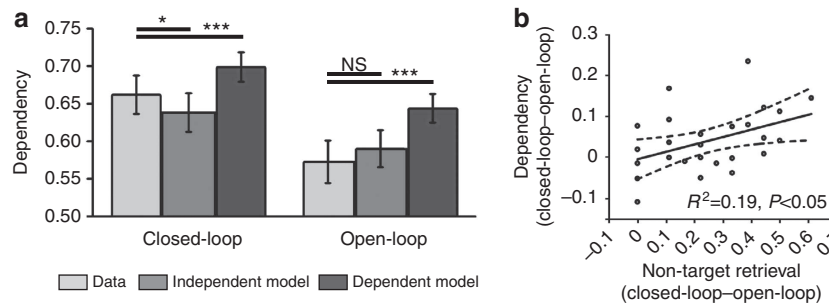 a
0.75
0.70
0.65
0.60
0.55
0.50
Dependency
*
***
NS
***
Closed-loop
Open-loop
Data
Independent model
Dependent model
b
0.3
0.2
0.1
0
–0.1
Dependency
(closed-loop–open-loop)
R²=0.19, P<0.05
–0.1
0
0.1
0.2
0.3
0.4
0.5
0.6
Non-target retrieval
(closed-loop–open-loop)